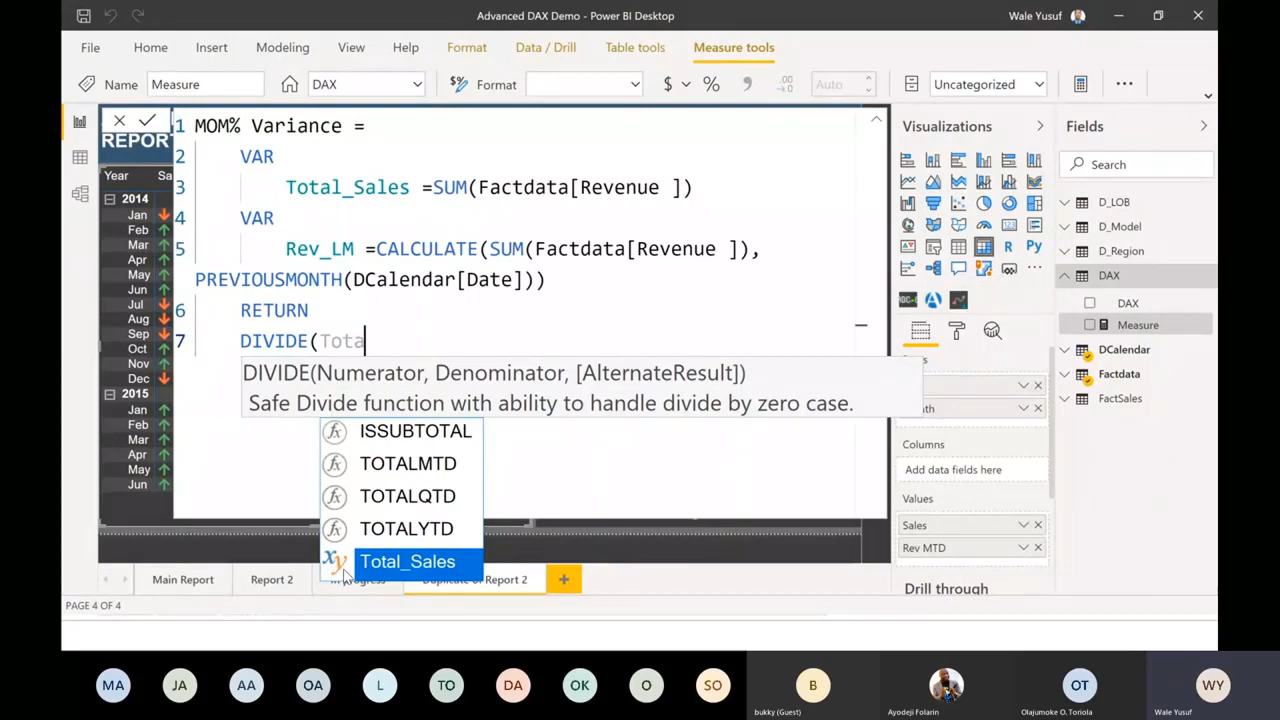 Advanced DAX Demo - Power BI Desktop
Wale Yusuf
File Home Insert Modeling View Help Format Data / Drill Table tools Measure tools
Name Measure DAX Format $ % Auto Uncategorized
REPORT
Year Sa
2014
Jan
Feb
Mar
Apr
May
Jun
Jul
Aug
Sep
Oct
Nov
Dec
2015
Jan
Feb
Mar
Apr
May
Jun
1 MOM% Variance =
2 VAR
3 Total_Sales =SUM(Factdata[Revenue ])
4 VAR
5 Rev_LM =CALCULATE(SUM(Factdata[Revenue ]),
PREVIOUSMONTH(DCalendar[Date]))
6 RETURN
7 DIVIDE(Tota
DIVIDE(Numerator, Denominator, [AlternateResult])
Safe Divide function with ability to handle divide by zero case.
ISSUBTOTAL
TOTALMTD
TOTALQTD
TOTALYTD
Total_Sales
Visualizations
R Py
Columns
Add data fields here
Values
Sales
Rev MTD
Drill through
Fields
Search
D_LOB
D_Model
D_Region
DAX
DAX
Measure
DCalendar
Factdata
FactSales
Main Report Report 2 In Progress Duplicate of Report 2
PAGE 4 OF 4
MA JA AA OA L TO DA OK O SO B OT WY
bukky (Guest) Ayodeji Folarin Olajumoke O. Toriola Wale Yusuf